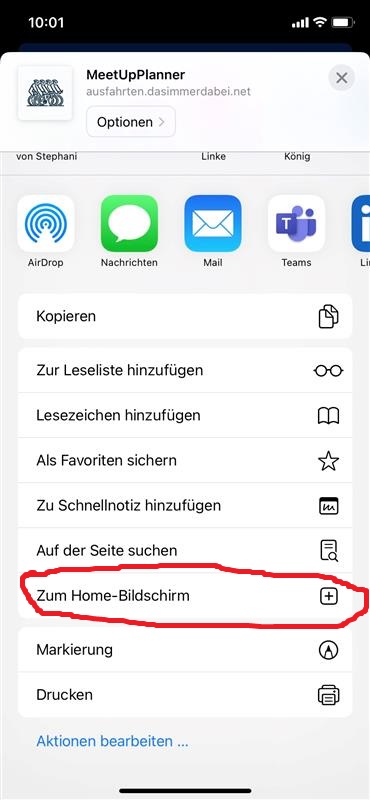 10:01
MeetUpPlanner
ausfahrten.dasimmerdabei.net
Optionen
von Stephani Linke König
AirDrop Nachrichten Mail Teams
Kopieren
Zur Leseliste hinzufügen
Lesezeichen hinzufügen
Als Favoriten sichern
Zu Schnellnotiz hinzufügen
Auf der Seite suchen
Zum Home-Bildschirm
Markierung
Drucken
Aktionen bearbeiten ...